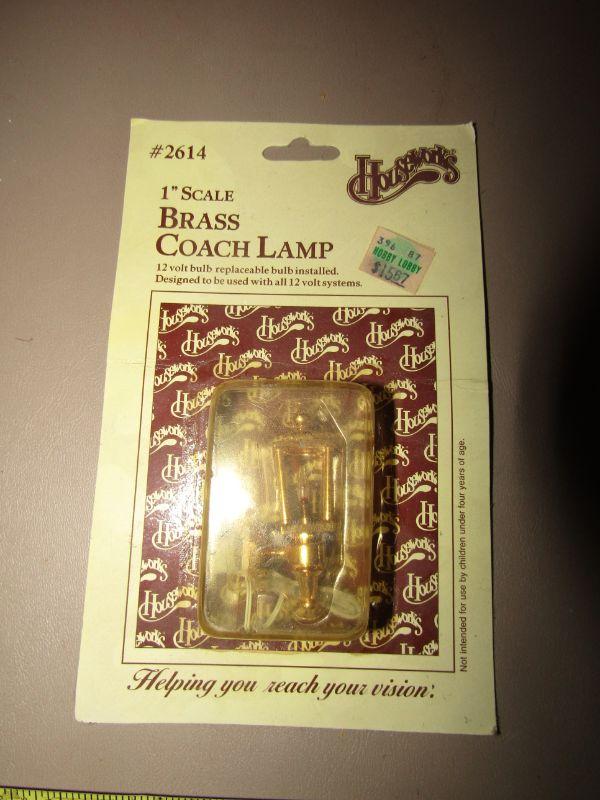 #2614
Houseworks
1" SCALE
BRASS
COACH LAMP
12 volt bulb replaceable bulb installed.
Designed to be used with all 12 volt systems.
396 87
HOBBY LOBBY
$1587
Houseworks
Not intended for use by children under four years of age.
Helping you reach your vision.